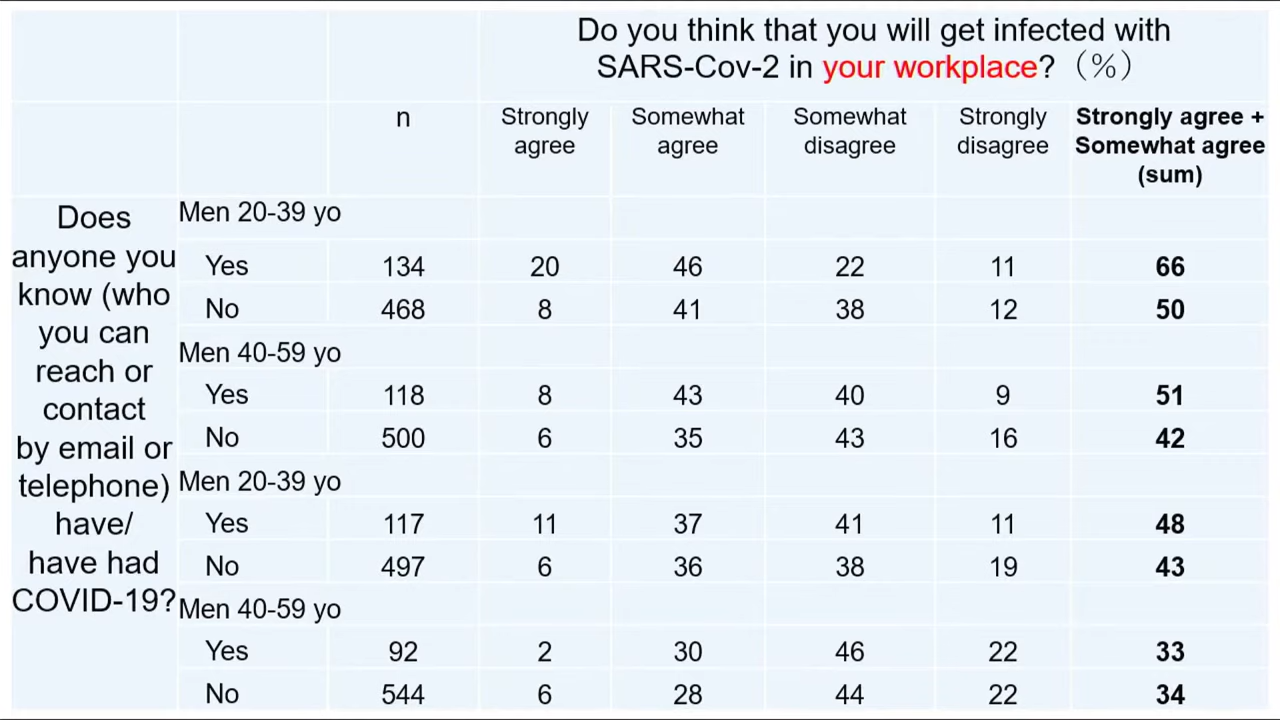 Do you think that you will get infected with
SARS-Cov-2 in your workplace?（%）
n Strongly agree Somewhat agree Somewhat disagree Strongly disagree Strongly agree + Somewhat agree (sum)
Does
anyone you
know (who
you can
reach or
contact
by email or
telephone)
have/
have had
COVID-19?
Men 20-39 yo
Yes 134 20 46 22 11 66
No 468 8 41 38 12 50
Men 40-59 yo
Yes 118 8 43 40 9 51
No 500 6 35 43 16 42
Men 20-39 yo
Yes 117 11 37 41 11 48
No 497 6 36 38 19 43
Men 40-59 yo
Yes 92 2 30 46 22 33
No 544 6 28 44 22 34